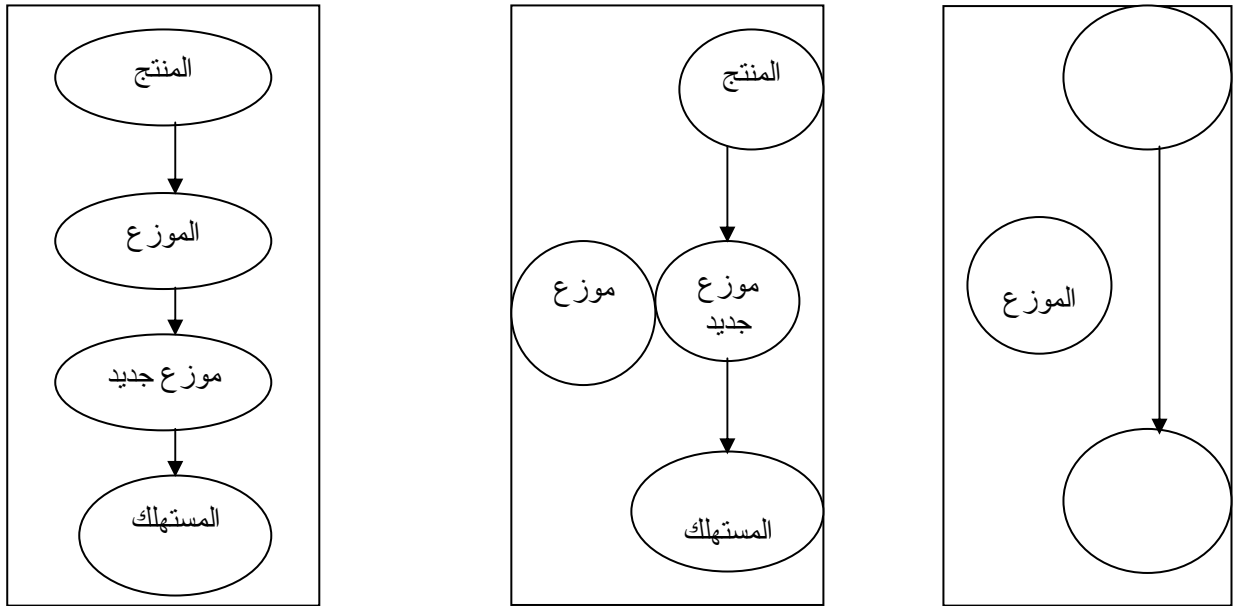 المنتج
الموزع
موزع جديد
المستهلك
المنتج
موزع
موزع
جديد
المستهلك
الموزع